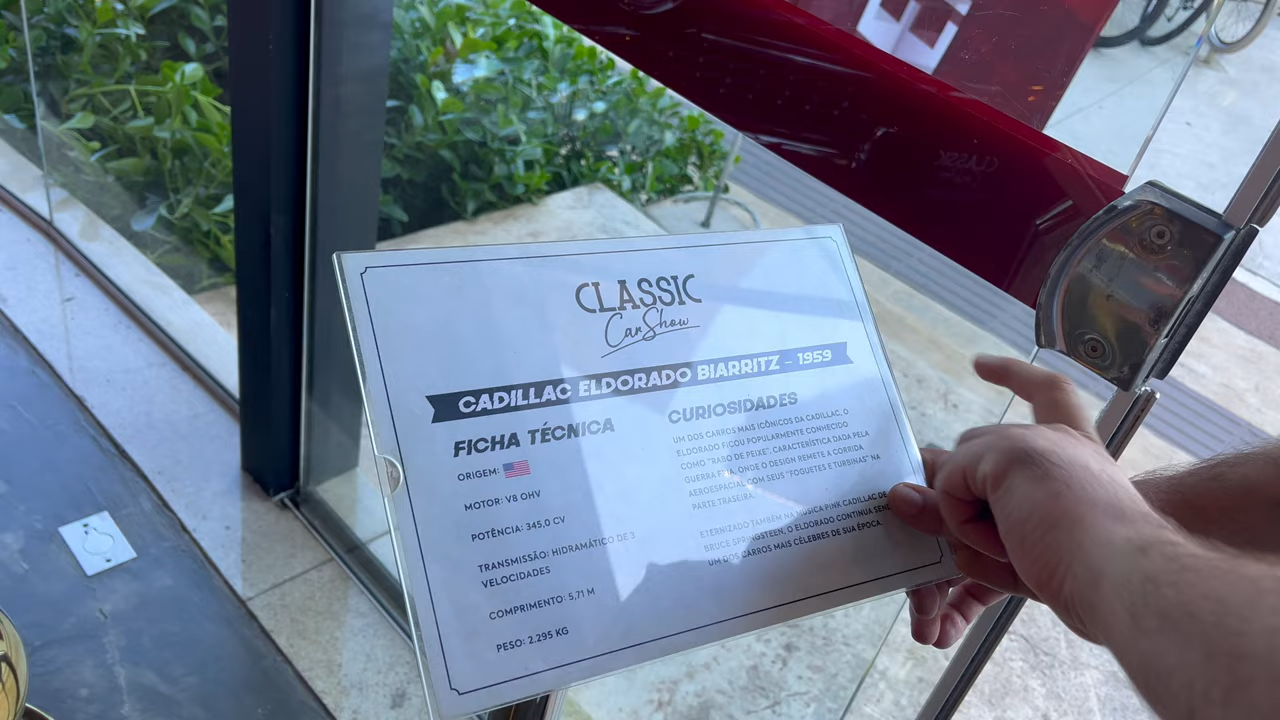 CLASSIC
Car Show
CADILLAC ELDORADO BIARRITZ - 1959
FICHA TÉCNICA
ORIGEM:
MOTOR: V8 OHV
POTÊNCIA: 345,0 CV
TRANSMISSÃO: HIDRAMÁTICO DE 3
VELOCIDADES
COMPRIMENTO: 5,71 M
PESO: 2.295 KG
CURIOSIDADES
UM DOS CARROS MAIS ICÔNICOS DA CADILLAC, O
ELDORADO FICOU POPULARMENTE CONHECIDO
COMO "RABO DE PEIXE", CARACTERÍSTICA DADA PELA
GUERRA FRIA, ONDE O DESIGN REMETE A CORRIDA
AEROESPACIAL COM SEUS "FOGUETES E TURBINAS" NA
PARTE TRASEIRA.
ETERNIZADO TAMBÉM NA MÚSICA PINK CADILLAC DE
BRUCE SPRINGSTEEN, O ELDORADO CONTINUA
UM DOS CARROS MAIS CÉLEBRES DE SUA ÉPOCA.